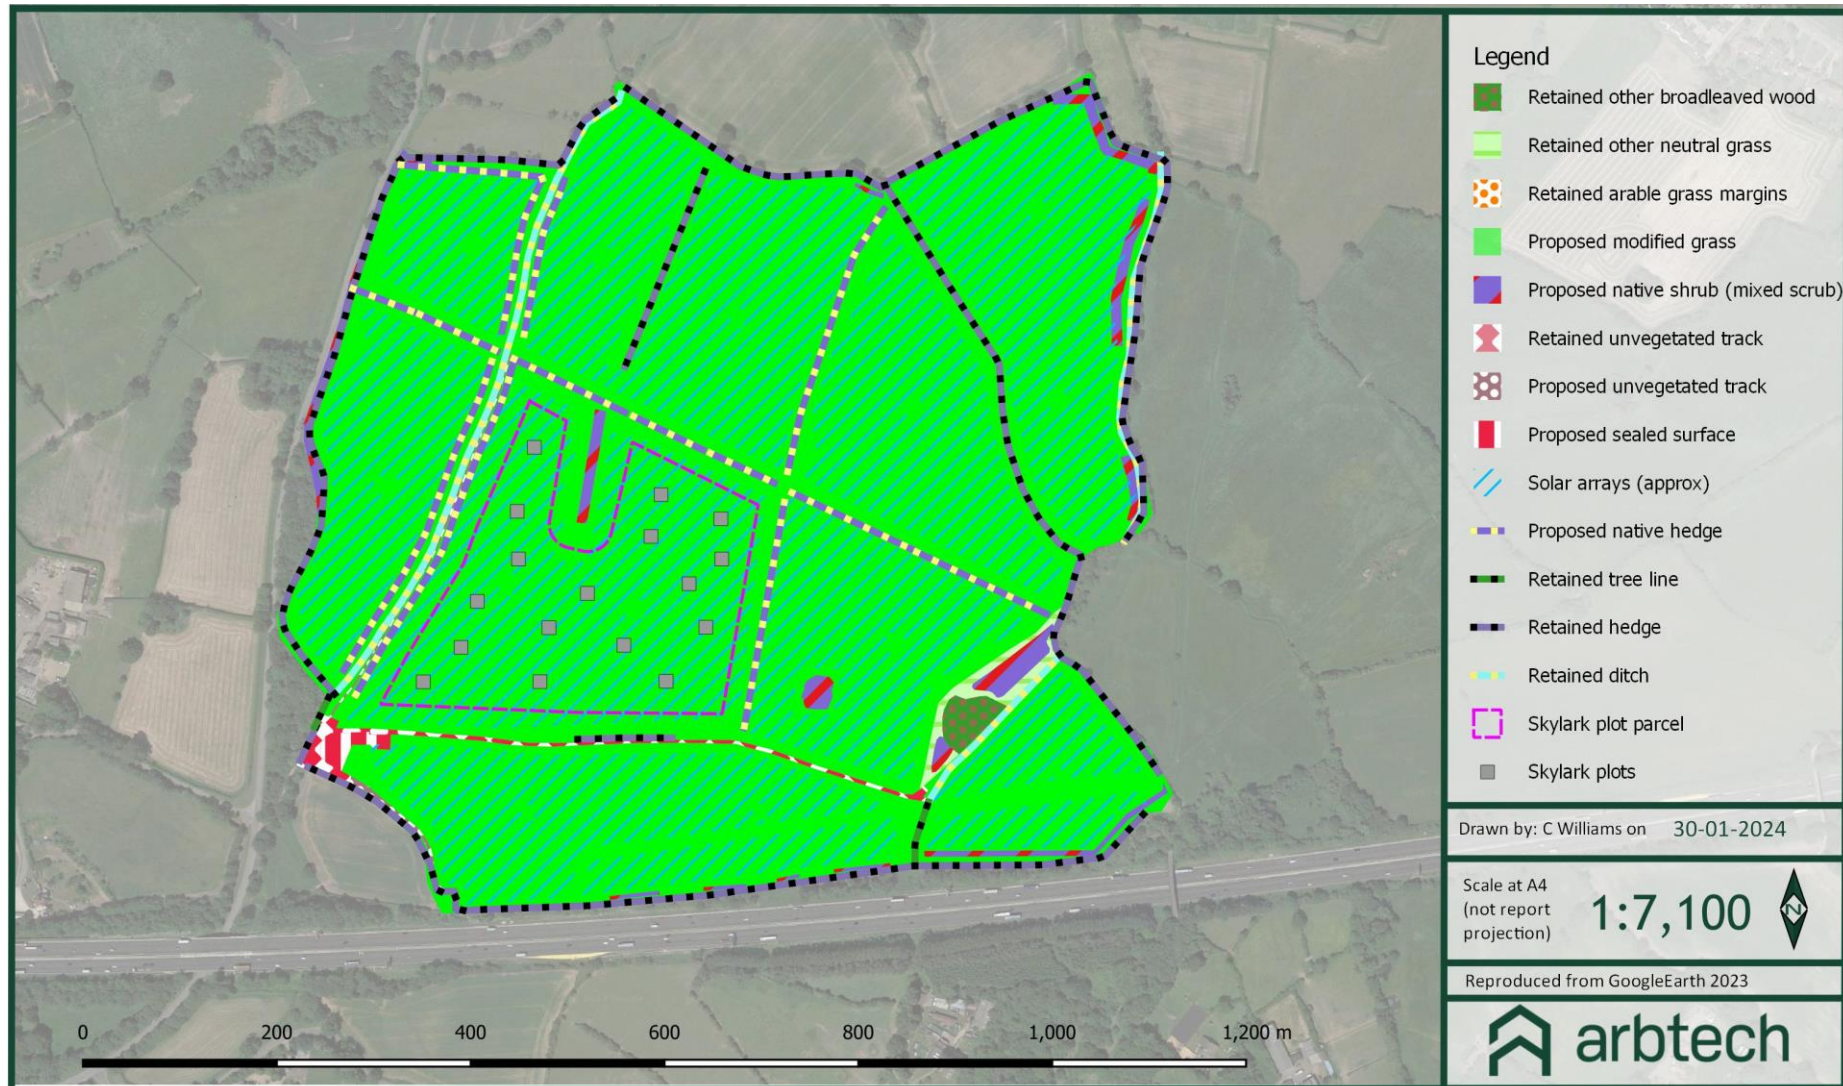 Legend
Retained other broadleaved wood
Retained other neutral grass
Retained arable grass margins
Proposed modified grass
Proposed native shrub (mixed scrub)
Retained unvegetated track
Proposed unvegetated track
Proposed sealed surface
Solar arrays (approx)
Proposed native hedge
Retained tree line
Retained hedge
Retained ditch
Skylark plot parcel
Skylark plots
Drawn by: C Williams on 30-01-2024
Scale at A4
(not report
projection)
1:7,100
N
Reproduced from GoogleEarth 2023
arbtech
0 200 400 600 800 1,000 1,200 m